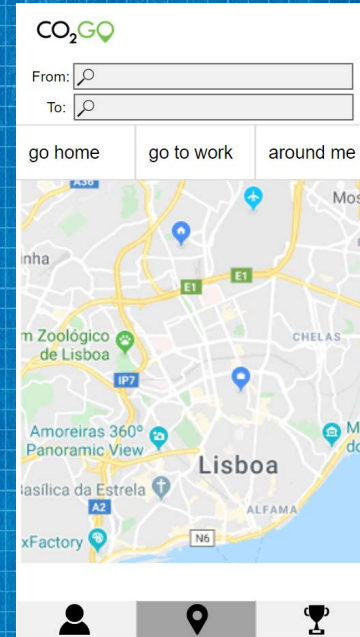 CO₂GO
From:
To:
go home
go to work
around me
A36
Mos
nha
E1
E1
m Zoológico
de Lisboa
CHELAS
IP7
Amoreiras 360°
Panoramic View
M
do
Lisboa
Basílica da Estrela
A2
ALFAMA
xFactory
N6